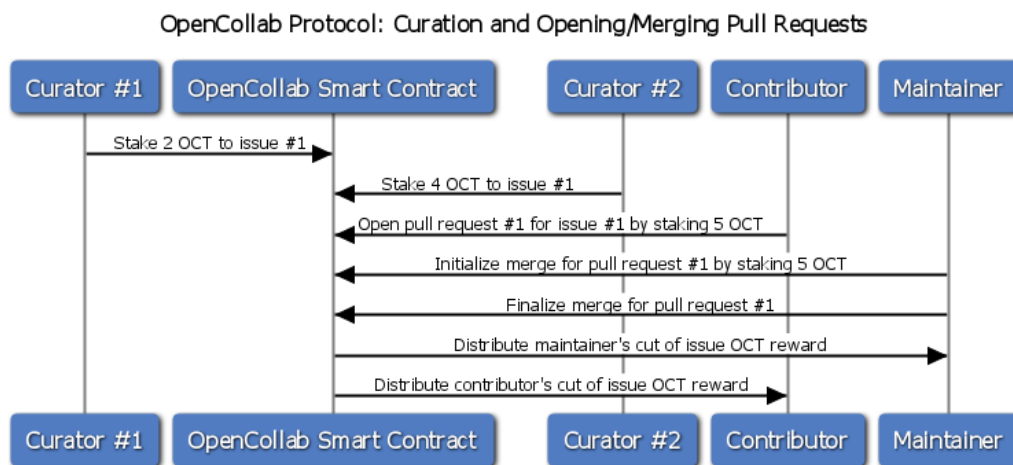 OpenCollab Protocol: Curation and Opening/Merging Pull Requests
Curator #1
OpenCollab Smart Contract
Curator #2
Contributor
Maintainer
Stake 2 OCT to issue #1
Stake 4 OCT to issue #1
Open pull request #1 for issue #1 by staking 5 OCT
Initialize merge for pull request #1 by staking 5 OCT
Finalize merge for pull request #1
Distribute maintainer's cut of issue OCT reward
Distribute contributor's cut of issue OCT reward
Curator #1
OpenCollab Smart Contract
Curator #2
Contributor
Maintainer